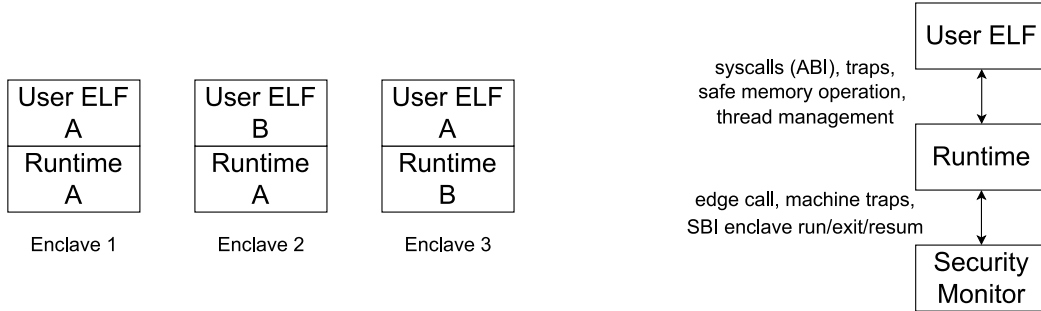 User ELF
A
Runtime
A
Enclave 1
User ELF
B
Runtime
A
Enclave 2
User ELF
A
Runtime
B
Enclave 3
User ELF
syscalls (ABI), traps,
safe memory operation,
thread management
Runtime
edge call, machine traps,
SBI enclave run/exit/resum
Security
Monitor